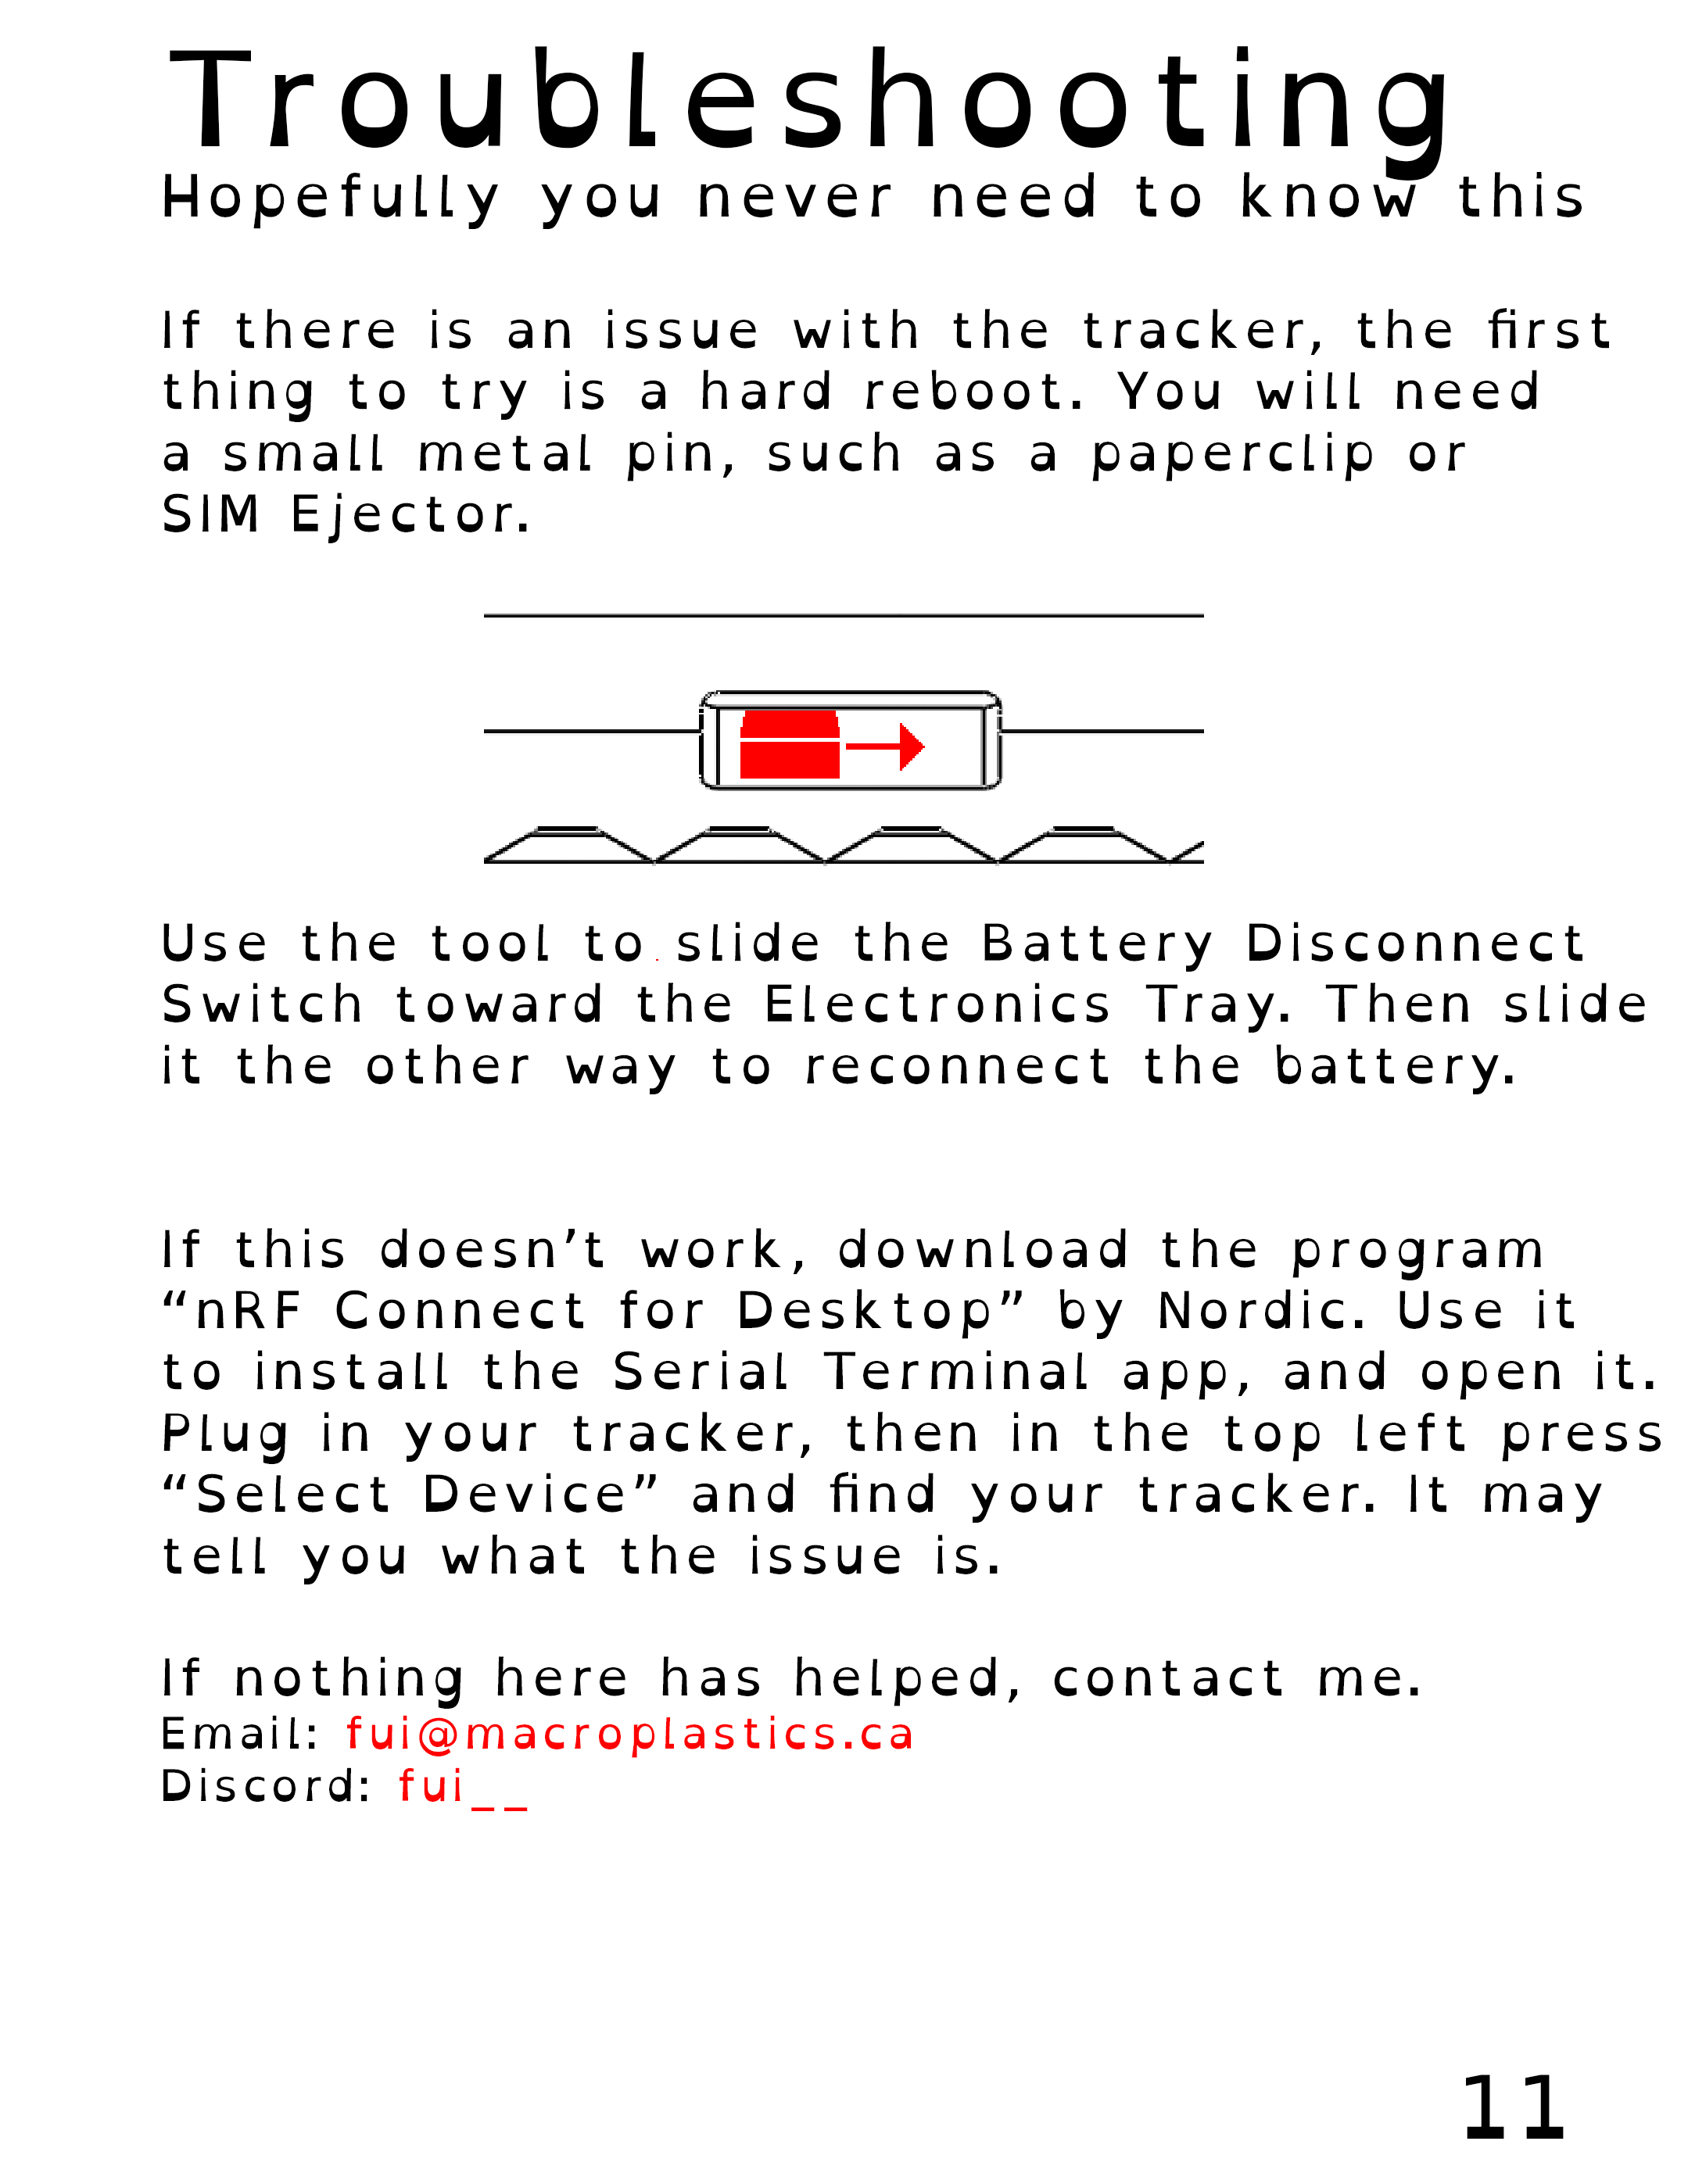 Troubleshooting
Hopefully you never need to know this
If there is an issue with the tracker, the first
thing to try is a hard reboot. You will need
a small metal pin, such as a paperclip or
SIM Ejector.
Use the tool to slide the Battery Disconnect
Switch toward the Electronics Tray. Then slide
it the other way to reconnect the battery.
If this doesn’t work, download the program
“nRF Connect for Desktop” by Nordic. Use it
to install the Serial Terminal app, and open it.
Plug in your tracker, then in the top left press
“Select Device” and find your tracker. It may
tell you what the issue is.
If nothing here has helped, contact me.
Email: fui@macroplastics.ca
Discord: fui__
11